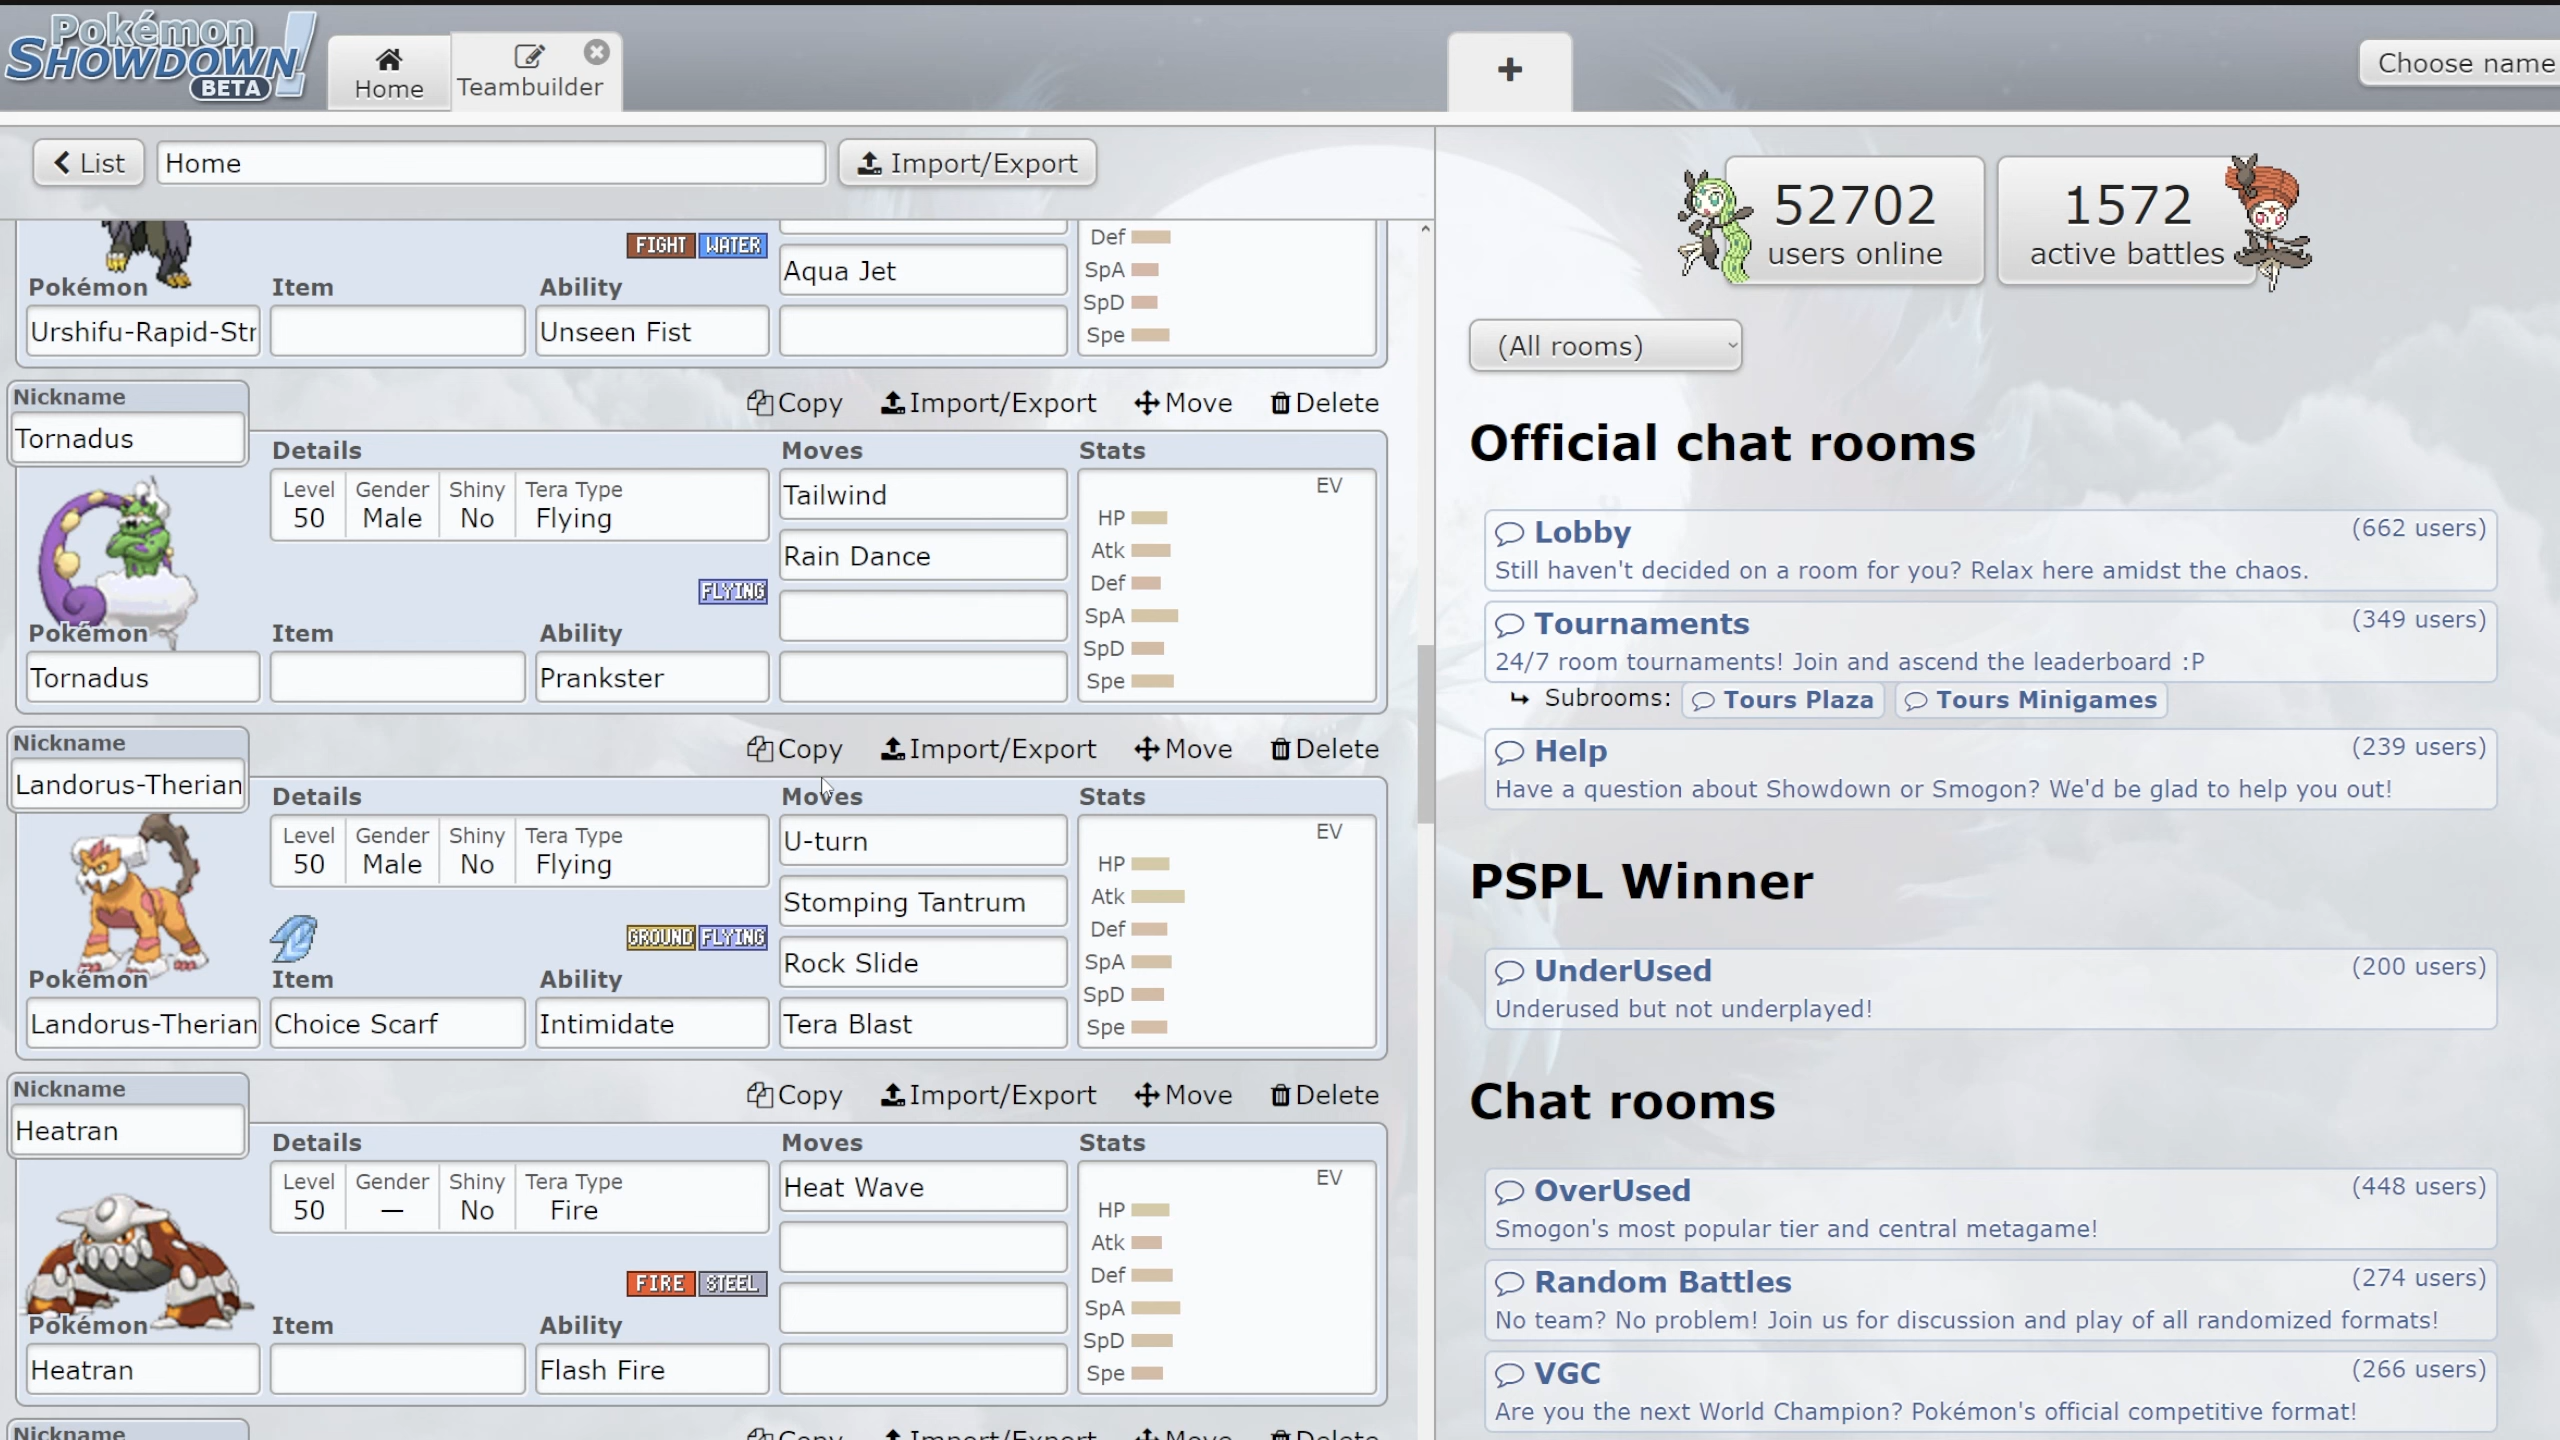 Pokémon
SHOWDOWN!
BETA
Home
Teambuilder
+
Choose name
List
Home
Import/Export
FIGHT WATER
Pokémon
Item
Ability
Urshifu-Rapid-Str
Unseen Fist
Aqua Jet
Def
SpA
SpD
Spe
Nickname
Tornadus
Copy Import/Export Move Delete
Details
Moves
Stats
Level Gender Shiny Tera Type
50 Male No Flying
FLYING
Pokémon
Item
Ability
Tornadus
Prankster
Tailwind
Rain Dance
EV
HP
Atk
Def
SpA
SpD
Spe
Nickname
Landorus-Therian
Copy Import/Export Move Delete
Details
Moves
Stats
Level Gender Shiny Tera Type
50 Male No Flying
GROUND FLYING
Pokémon
Item
Ability
Landorus-Therian
Choice Scarf
Intimidate
U-turn
Stomping Tantrum
Rock Slide
Tera Blast
EV
HP
Atk
Def
SpA
SpD
Spe
Nickname
Heatran
Copy Import/Export Move Delete
Details
Moves
Stats
Level Gender Shiny Tera Type
50 — No Fire
FIRE STEEL
Pokémon
Item
Ability
Heatran
Flash Fire
Heat Wave
EV
HP
Atk
Def
SpA
SpD
Spe
Nickname
Copy Import/Export Move Delete
52702
users online
1572
active battles
(All rooms)
Official chat rooms
Lobby (662 users)
Still haven't decided on a room for you? Relax here amidst the chaos.
Tournaments (349 users)
24/7 room tournaments! Join and ascend the leaderboard :P
Subrooms: Tours Plaza Tours Minigames
Help (239 users)
Have a question about Showdown or Smogon? We'd be glad to help you out!
PSPL Winner
UnderUsed (200 users)
Underused but not underplayed!
Chat rooms
OverUsed (448 users)
Smogon's most popular tier and central metagame!
Random Battles (274 users)
No team? No problem! Join us for discussion and play of all randomized formats!
VGC (266 users)
Are you the next World Champion? Pokémon's official competitive format!